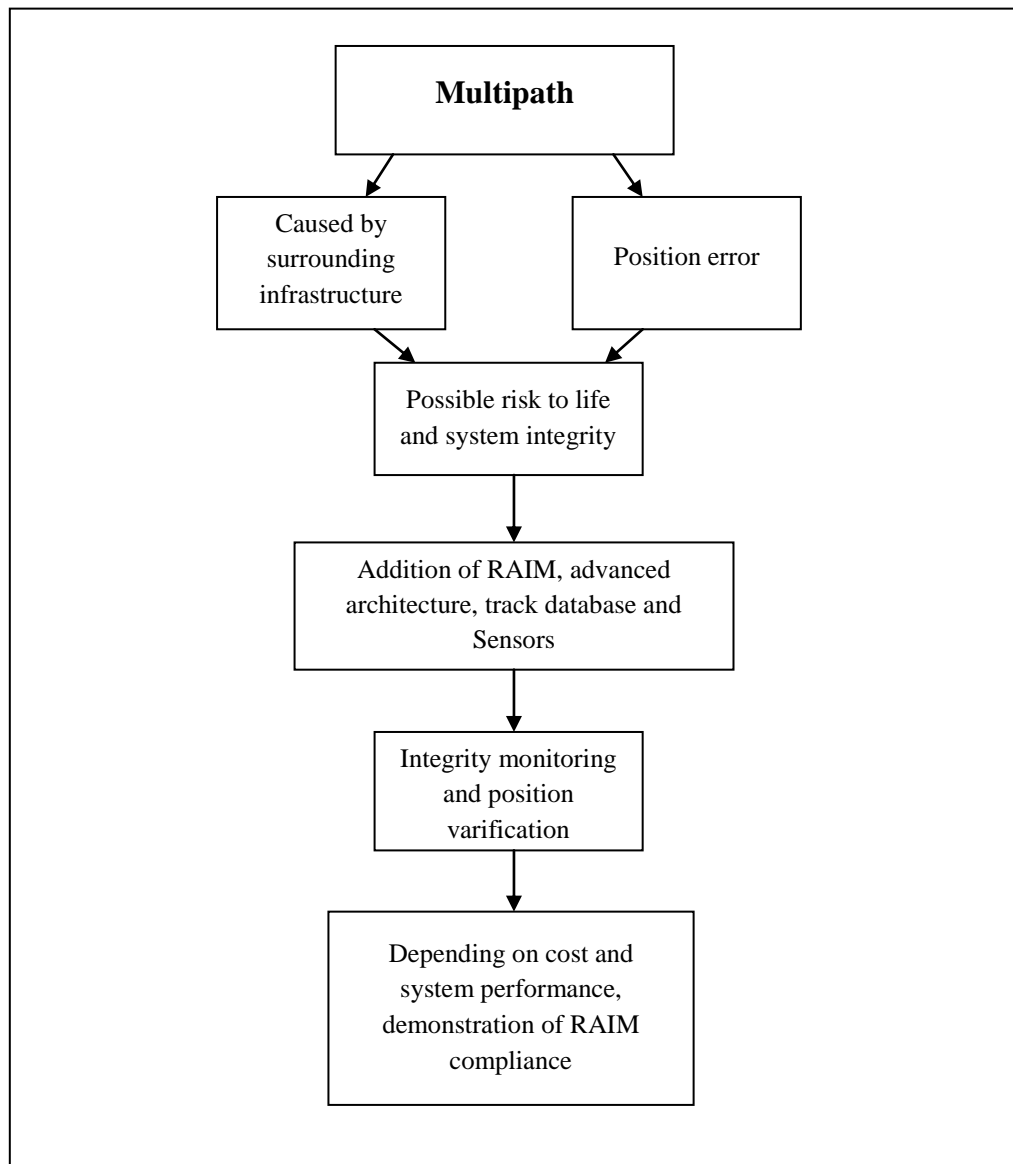 Multipath
Caused by
surrounding
infrastructure
Position error
Possible risk to life
and system integrity
Addition of RAIM, advanced
architecture, track database and
Sensors
Integrity monitoring
and position
varification
Depending on cost and
system performance,
demonstration of RAIM
compliance